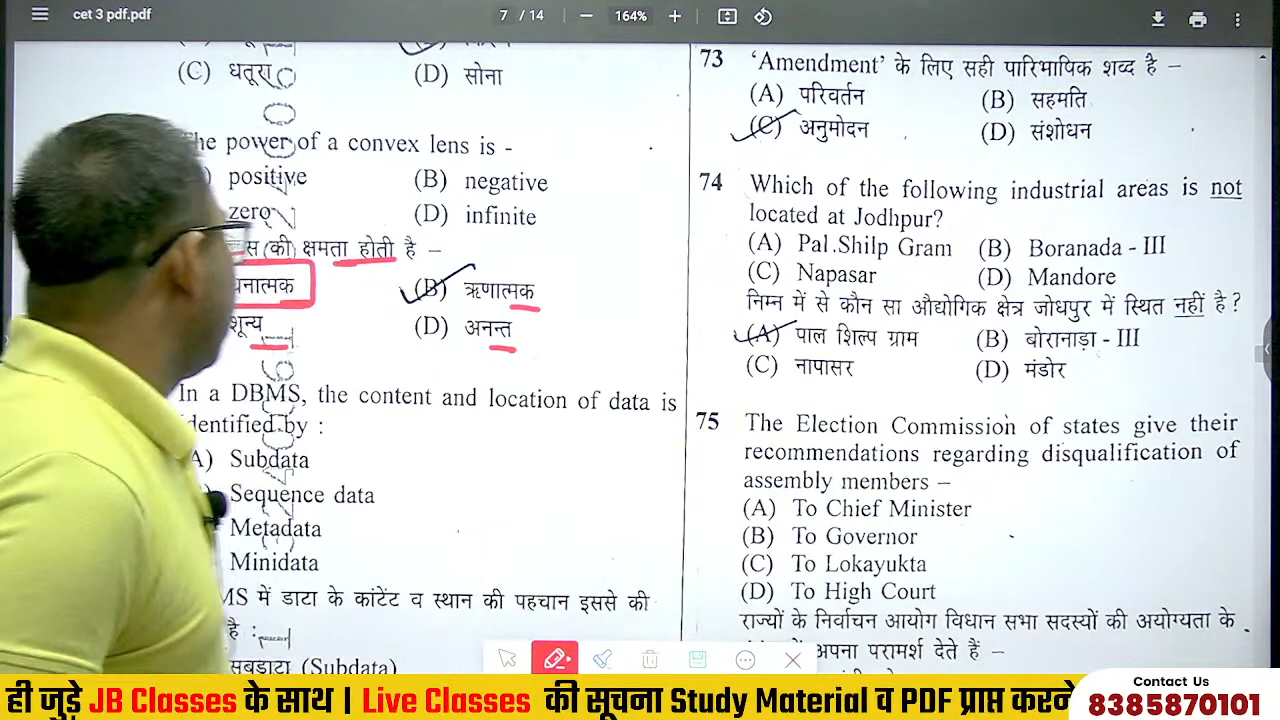 cet 3 pdf.pdf
7 / 14
164%
(C) धतूरा
(D) सोना
he power of a convex lens is -
positive
(B) negative
zero
(D) infinite
स की क्षमता होती है –
धनात्मक
(B) ऋणात्मक
शून्य
(D) अनन्त
In a DBMS, the content and location of data is
identified by :
A) Subdata
Sequence data
Metadata
Minidata
MS में डाटा के कांटेंट व स्थान की पहचान इससे की
है :
सबडाटा (Subdata)
73 'Amendment' के लिए सही पारिभाषिक शब्द है –
(A) परिवर्तन
(B) सहमति
(C) अनुमोदन
(D) संशोधन
74 Which of the following industrial areas is not
located at Jodhpur?
(A) Pal.Shilp Gram (B) Boranada - III
(C) Napasar (D) Mandore
निम्न में से कौन सा औद्योगिक क्षेत्र जोधपुर में स्थित नहीं है ?
(A) पाल शिल्प ग्राम (B) बोरानाड़ा - III
(C) नापासर (D) मंडोर
75 The Election Commission of states give their
recommendations regarding disqualification of
assembly members –
(A) To Chief Minister
(B) To Governor
(C) To Lokayukta
(D) To High Court
राज्यों के निर्वाचन आयोग विधान सभा सदस्यों की अयोग्यता के
अपना परामर्श देते हैं –
ही जुड़े JB Classes के साथ | Live Classes की सूचना Study Material व PDF प्राप्त करने
Contact Us
8385870101